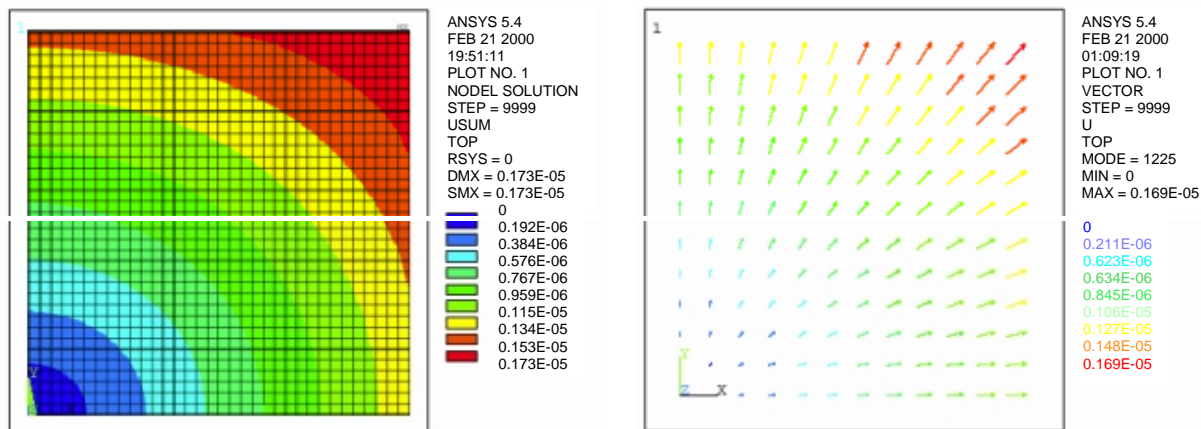 1
ANSYS 5.4
FEB 21 2000
19:51:11
PLOT NO. 1
NODEL SOLUTION
STEP = 9999
USUM
TOP
RSYS = 0
DMX = 0.173E-05
SMX = 0.173E-05
0
0.192E-06
0.384E-06
0.576E-06
0.767E-06
0.959E-06
0.115E-05
0.134E-05
0.153E-05
0.173E-05
MX
Y
X
1
ANSYS 5.4
FEB 21 2000
01:09:19
PLOT NO. 1
VECTOR
STEP = 9999
U
TOP
MODE = 1225
MIN = 0
MAX = 0.169E-05
0
0.211E-06
0.623E-06
0.634E-06
0.845E-06
0.106E-05
0.127E-05
0.148E-05
0.169E-05
Y
Z X